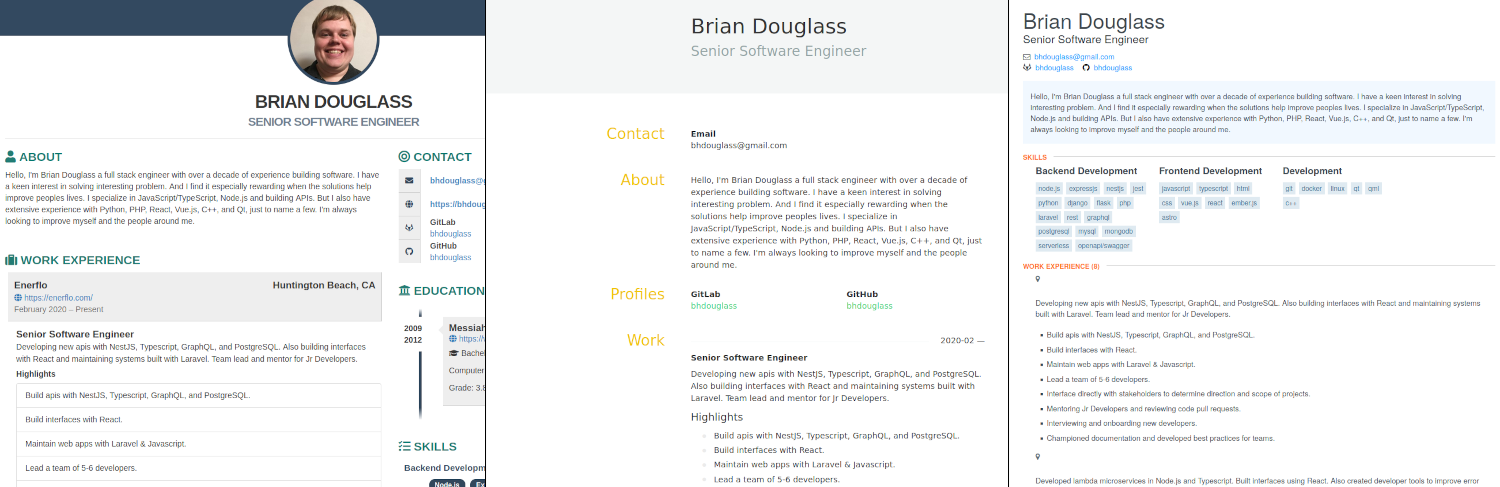 BRIAN DOUGLASS
SENIOR SOFTWARE ENGINEER
ABOUT
Hello, I'm Brian Douglass a full stack engineer with over a decade of experience building software. I have
a keen interest in solving interesting problem. And I find it especially rewarding when the solutions help
improve peoples lives. I specialize in JavaScript/TypeScript, Node.js and building APIs. But I also have
extensive experience with Python, PHP, React, Vue.js, C++, and Qt, just to name a few. I'm always
looking to improve myself and the people around me.
WORK EXPERIENCE
Enerflo Huntington Beach, CA
https://enerflo.com/
February 2020 – Present
Senior Software Engineer
Developing new apis with NestJS, Typescript, GraphQL, and PostgreSQL. Also building interfaces
with React and maintaining systems built with Laravel. Team lead and mentor for Jr Developers.
Highlights
Build apis with NestJS, Typescript, GraphQL, and PostgreSQL.
Build interfaces with React.
Maintain web apps with Laravel & Javascript.
Lead a team of 5-6 developers.
CONTACT
bhdouglass@g
https://bhdoug
GitLab
bhdouglass
GitHub
bhdouglass
EDUCATION
2009
2012
Messiah
https://
Bachel
Computer
Grade: 3.8
SKILLS
Backend Developm
Node.js Ex
Brian Douglass
Senior Software Engineer
Contact
Email
bhdouglass@gmail.com
About
Hello, I'm Brian Douglass a full stack engineer with over a decade of
experience building software. I have a keen interest in solving
interesting problem. And I find it especially rewarding when the
solutions help improve peoples lives. I specialize in
JavaScript/TypeScript, Node.js and building APIs. But I also have
extensive experience with Python, PHP, React, Vue.js, C++, and Qt, just
to name a few. I'm always looking to improve myself and the people
around me.
Profiles
GitLab GitHub
bhdouglass bhdouglass
Work
2020-02 —
Senior Software Engineer
Developing new apis with NestJS, Typescript, GraphQL, and PostgreSQL.
Also building interfaces with React and maintaining systems built with
Laravel. Team lead and mentor for Jr Developers.
Highlights
Build apis with NestJS, Typescript, GraphQL, and PostgreSQL.
Build interfaces with React.
Maintain web apps with Laravel & Javascript.
Lead a team of 5-6 developers.
Brian Douglass
Senior Software Engineer
bhdouglass@gmail.com
bhdouglass bhdouglass
Hello, I'm Brian Douglass a full stack engineer with over a decade of experience building software. I have a keen interest in solving
interesting problem. And I find it especially rewarding when the solutions help improve peoples lives. I specialize in JavaScript/TypeScript,
Node.js and building APIs. But I also have extensive experience with Python, PHP, React, Vue.js, C++, and Qt, just to name a few. I'm
always looking to improve myself and the people around me.
SKILLS
Backend Development Frontend Development Development
node.js expressjs nestjs jest javascript typescript html git docker linux qt qml
python django flask php css vue.js react ember.js c++
laravel rest graphql astro
postgresql mysql mongodb
serverless openapi/swagger
WORK EXPERIENCE (8)
Developing new apis with NestJS, Typescript, GraphQL, and PostgreSQL. Also building interfaces with React and maintaining systems
built with Laravel. Team lead and mentor for Jr Developers.
Build apis with NestJS, Typescript, GraphQL, and PostgreSQL.
Build interfaces with React.
Maintain web apps with Laravel & Javascript.
Lead a team of 5-6 developers.
Interface directly with stakeholders to determine direction and scope of projects.
Mentoring Jr Developers and reviewing code pull requests.
Interviewing and onboarding new developers.
Championed documentation and developed best practices for teams.
Developed lambda microservices in Node.js and Typescript. Built interfaces using React. Also created developer tools to improve error